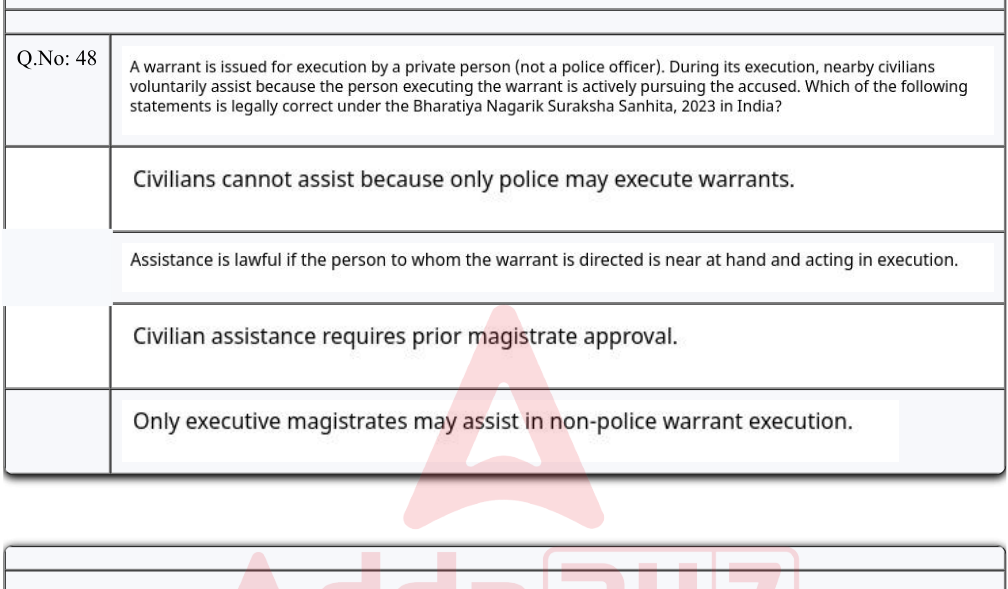 Q.No: 48
A warrant is issued for execution by a private person (not a police officer). During its execution, nearby civilians
voluntarily assist because the person executing the warrant is actively pursuing the accused. Which of the following
statements is legally correct under the Bharatiya Nagarik Suraksha Sanhita, 2023 in India?
Civilians cannot assist because only police may execute warrants.
Assistance is lawful if the person to whom the warrant is directed is near at hand and acting in execution.
Civilian assistance requires prior magistrate approval.
Only executive magistrates may assist in non-police warrant execution.